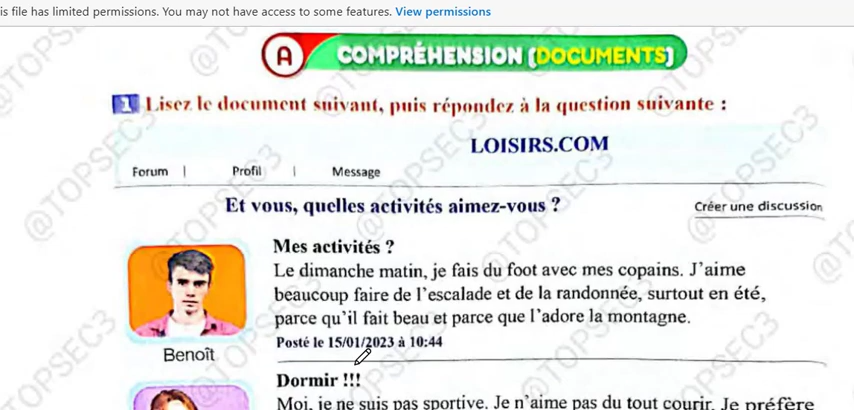 is file has limited permissions. You may not have access to some features. View permissions
A COMPRÉHENSION (DOCUMENTS)
1 Lisez le document suivant, puis répondez à la question suivante :
LOISIRS.COM
Forum | Profil | Message
Et vous, quelles activités aimez-vous ? Créer une discussion
Mes activités ?
Le dimanche matin, je fais du foot avec mes copains. J'aime
beaucoup faire de l'escalade et de la randonnée, surtout en été,
parce qu'il fait beau et parce que l'adore la montagne.
Posté le 15/01/2023 à 10:44
Benoît
Dormir !!!
Moi, je ne suis pas sportive. Je n'aime pas du tout courir. Je préfère
@TOPSEC3